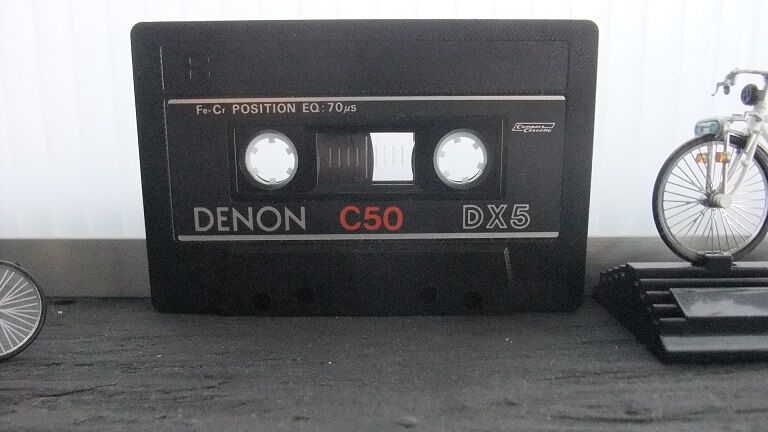 Fe-Cr POSITION EQ: 70μs
Compact
Cassette
DENON C50 DX5